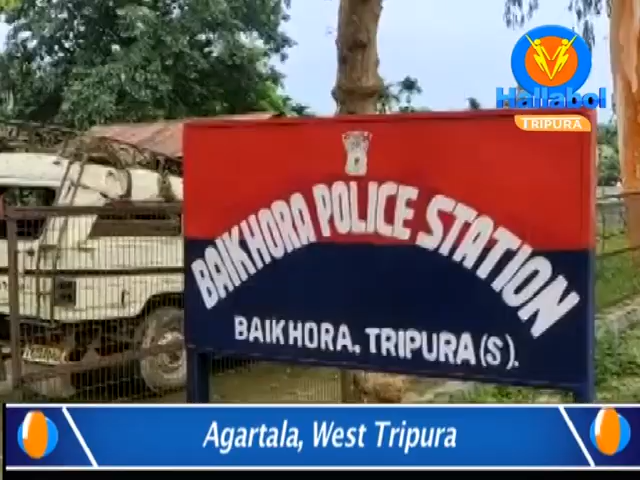 Hallabol
TRIPURA
BAIKHORA POLICE STATION
BAIKHORA, TRIPURA(S).
Agartala, West Tripura